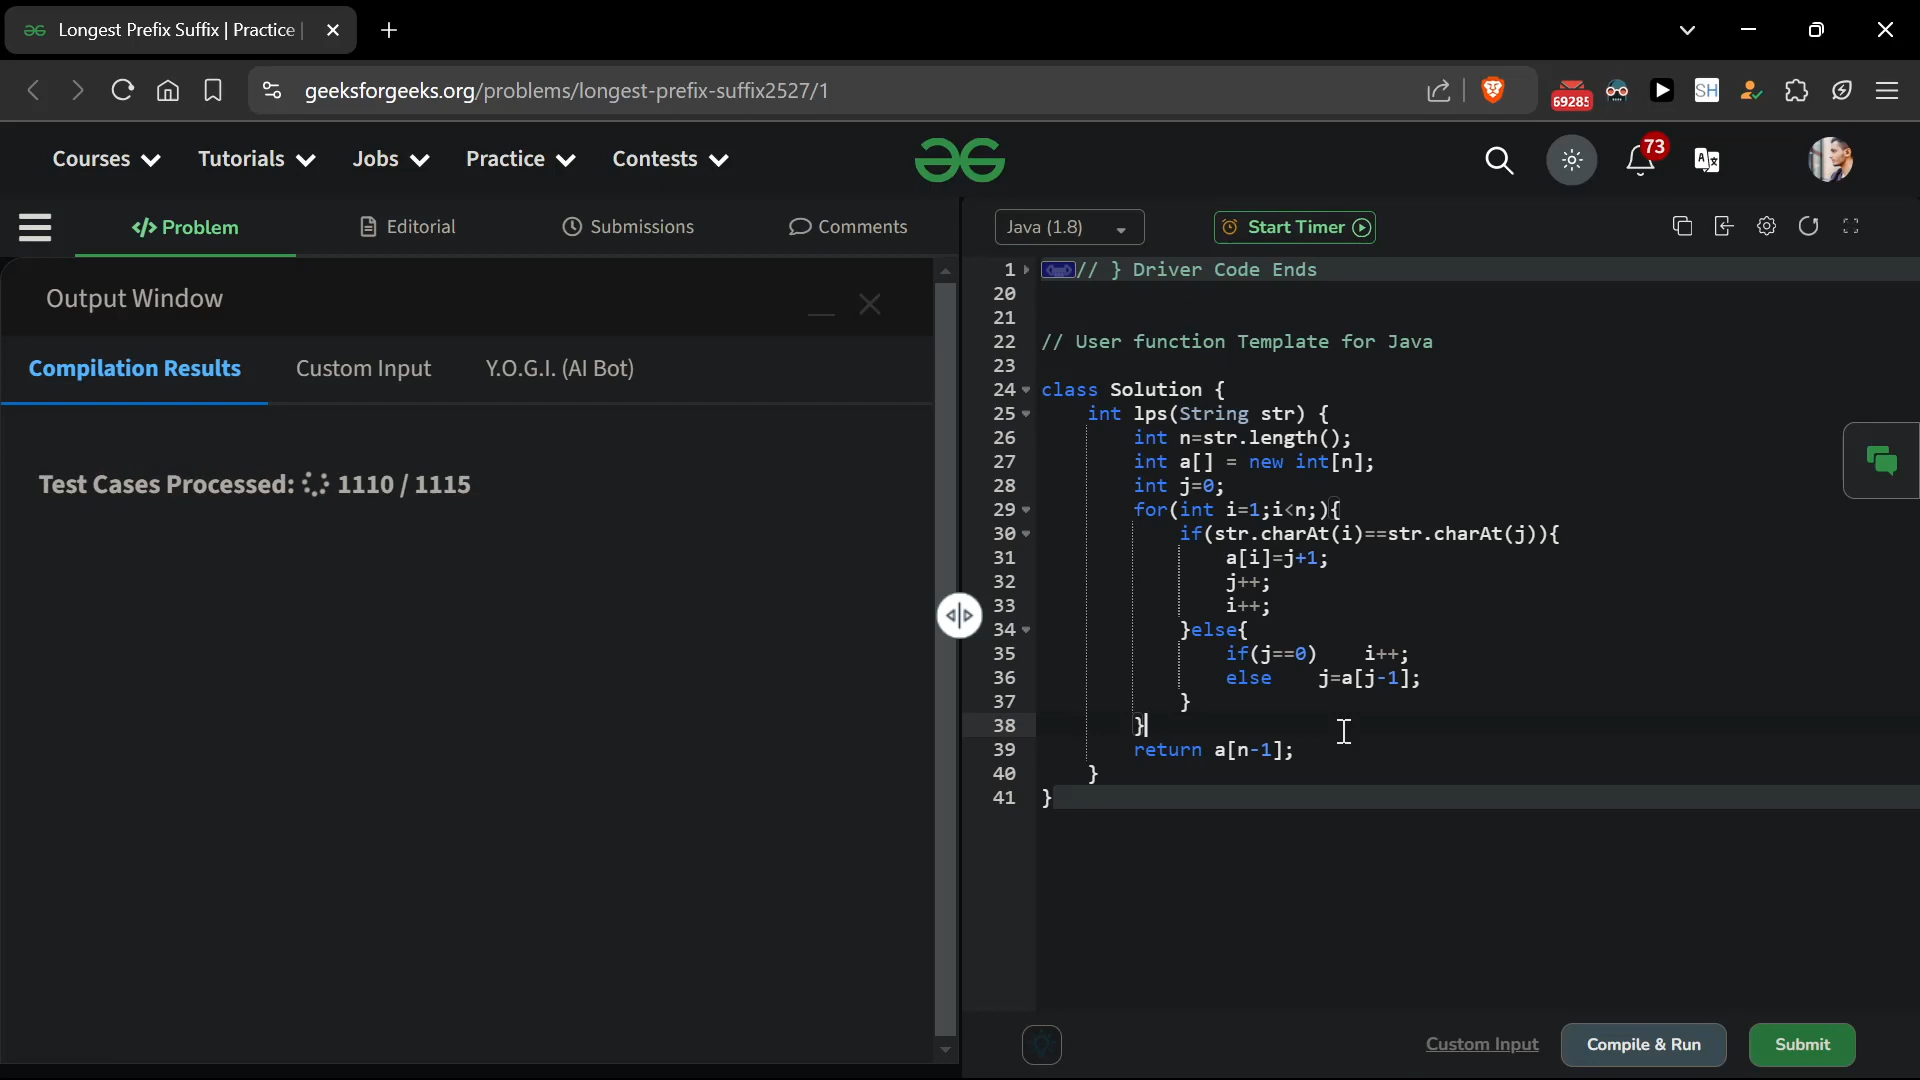 Longest Prefix Suffix | Practice |
geeksforgeeks.org/problems/longest-prefix-suffix2527/1
69285
SH
Courses Tutorials Jobs Practice Contests
73
Problem Editorial Submissions Comments
Java (1.8) Start Timer
Output Window
Compilation Results Custom Input Y.O.G.I. (AI Bot)
Test Cases Processed: 1110 / 1115
1 // } Driver Code Ends
20
21
22 // User function Template for Java
23
24 class Solution {
25 int lps(String str) {
26 int n=str.length();
27 int a[] = new int[n];
28 int j=0;
29 for(int i=1;i<n;){
30 if(str.charAt(i)==str.charAt(j)){
31 a[i]=j+1;
32 j++;
33 i++;
34 }else{
35 if(j==0) i++;
36 else j=a[j-1];
37 }
38 }
39 return a[n-1];
40 }
41 }
Custom Input Compile & Run Submit